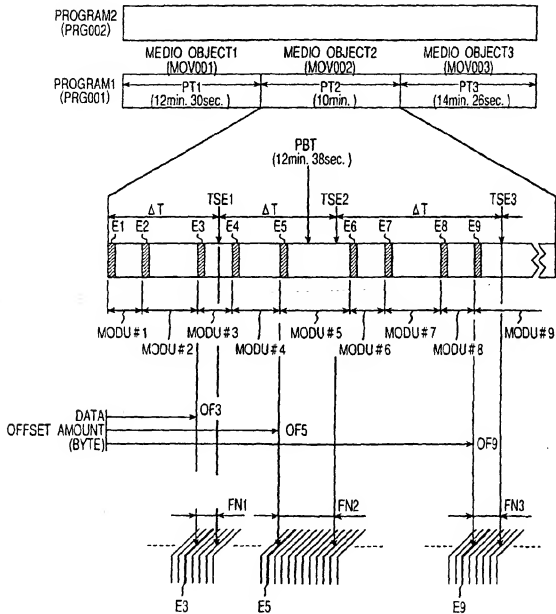 PROGRAM2
(PRG002)
MEDIO OBJECT1
(MOV001)
MEDIO OBJECT2
(MOV002)
MEDIO OBJECT3
(MOV003)
PROGRAM1
(PRG001)
PT1
(12min. 30sec.)
PT2
(10min.)
PT3
(14min. 26sec.)
PBT
(12min. 38sec.)
ΔT TSE1 ΔT TSE2 ΔT TSE3
E1 E2 E3 E4 E5 E6 E7 E8 E9
MODU#1 MODU#3 MODU#5 MODU#7 MODU#9
MODU#2 MODU#4 MODU#6 MODU#8
DATA
OFFSET AMOUNT
(BYTE)
OF3
OF5
OF9
FN1 FN2 FN3
E3 E5 E9